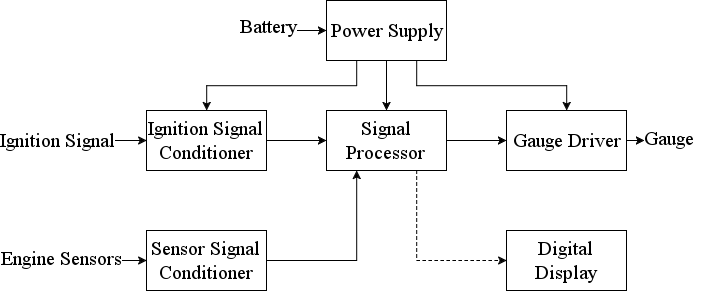 Battery
Power Supply
Ignition Signal
Ignition Signal
Conditioner
Signal
Processor
Gauge Driver
Gauge
Engine Sensors
Sensor Signal
Conditioner
Digital
Display